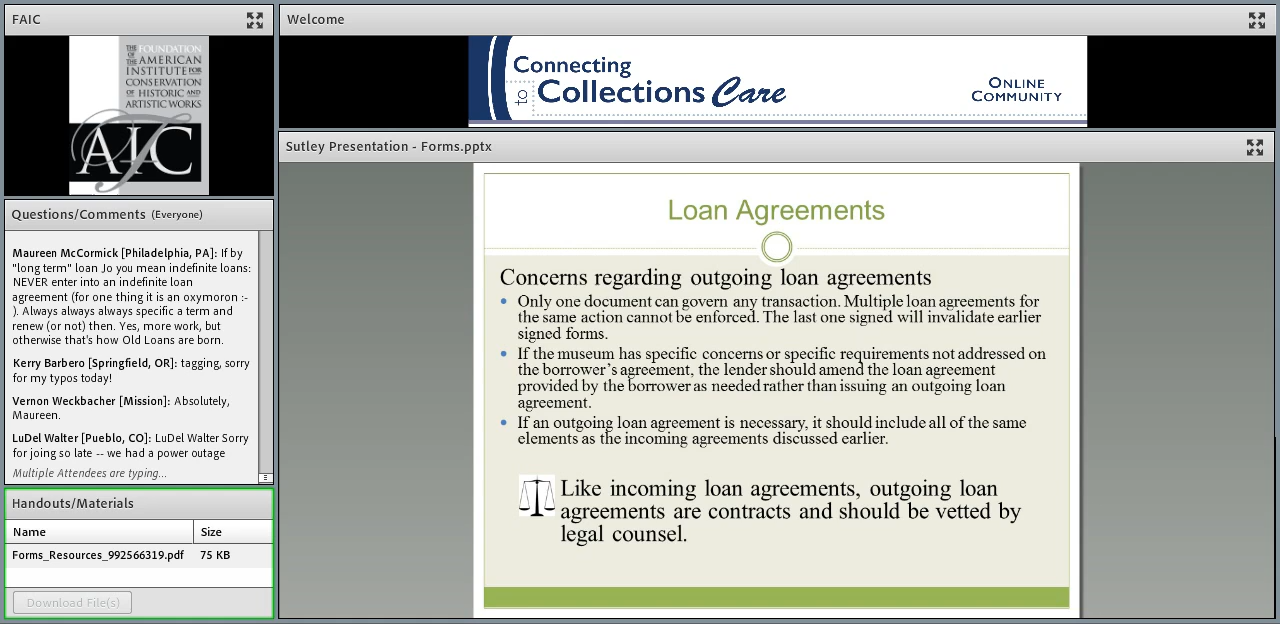 FAIC
THE FOUNDATION
OF THE AMERICAN
INSTITUTE FOR
CONSERVATION
OF HISTORIC AND
ARTISTIC WORKS
AIC
Questions/Comments (Everyone)
Maureen McCormick [Philadelphia, PA]: If by
"long term" loan Jo you mean indefinite loans:
NEVER enter into an indefinite loan
agreement (for one thing it is an oxymoron :-
). Always always always specific a term and
renew (or not) then. Yes, more work, but
otherwise that's how Old Loans are born.
Kerry Barbero [Springfield, OR]: tagging, sorry
for my typos today!
Vernon Weckbacher [Mission]: Absolutely,
Maureen.
LuDel Walter [Pueblo, CO]: LuDel Walter Sorry
for joing so late -- we had a power outage
Multiple Attendees are typing...
Handouts/Materials
Name Size
Forms_Resources_992566319.pdf 75 KB
Download File(s)
Welcome
Connecting
to Collections Care
ONLINE
COMMUNITY
Sutley Presentation - Forms.pptx
Loan Agreements
Concerns regarding outgoing loan agreements
• Only one document can govern any transaction. Multiple loan agreements for
the same action cannot be enforced. The last one signed will invalidate earlier
signed forms.
• If the museum has specific concerns or specific requirements not addressed on
the borrower's agreement, the lender should amend the loan agreement
provided by the borrower as needed rather than issuing an outgoing loan
agreement.
• If an outgoing loan agreement is necessary, it should include all of the same
elements as the incoming agreements discussed earlier.
Like incoming loan agreements, outgoing loan
agreements are contracts and should be vetted by
legal counsel.